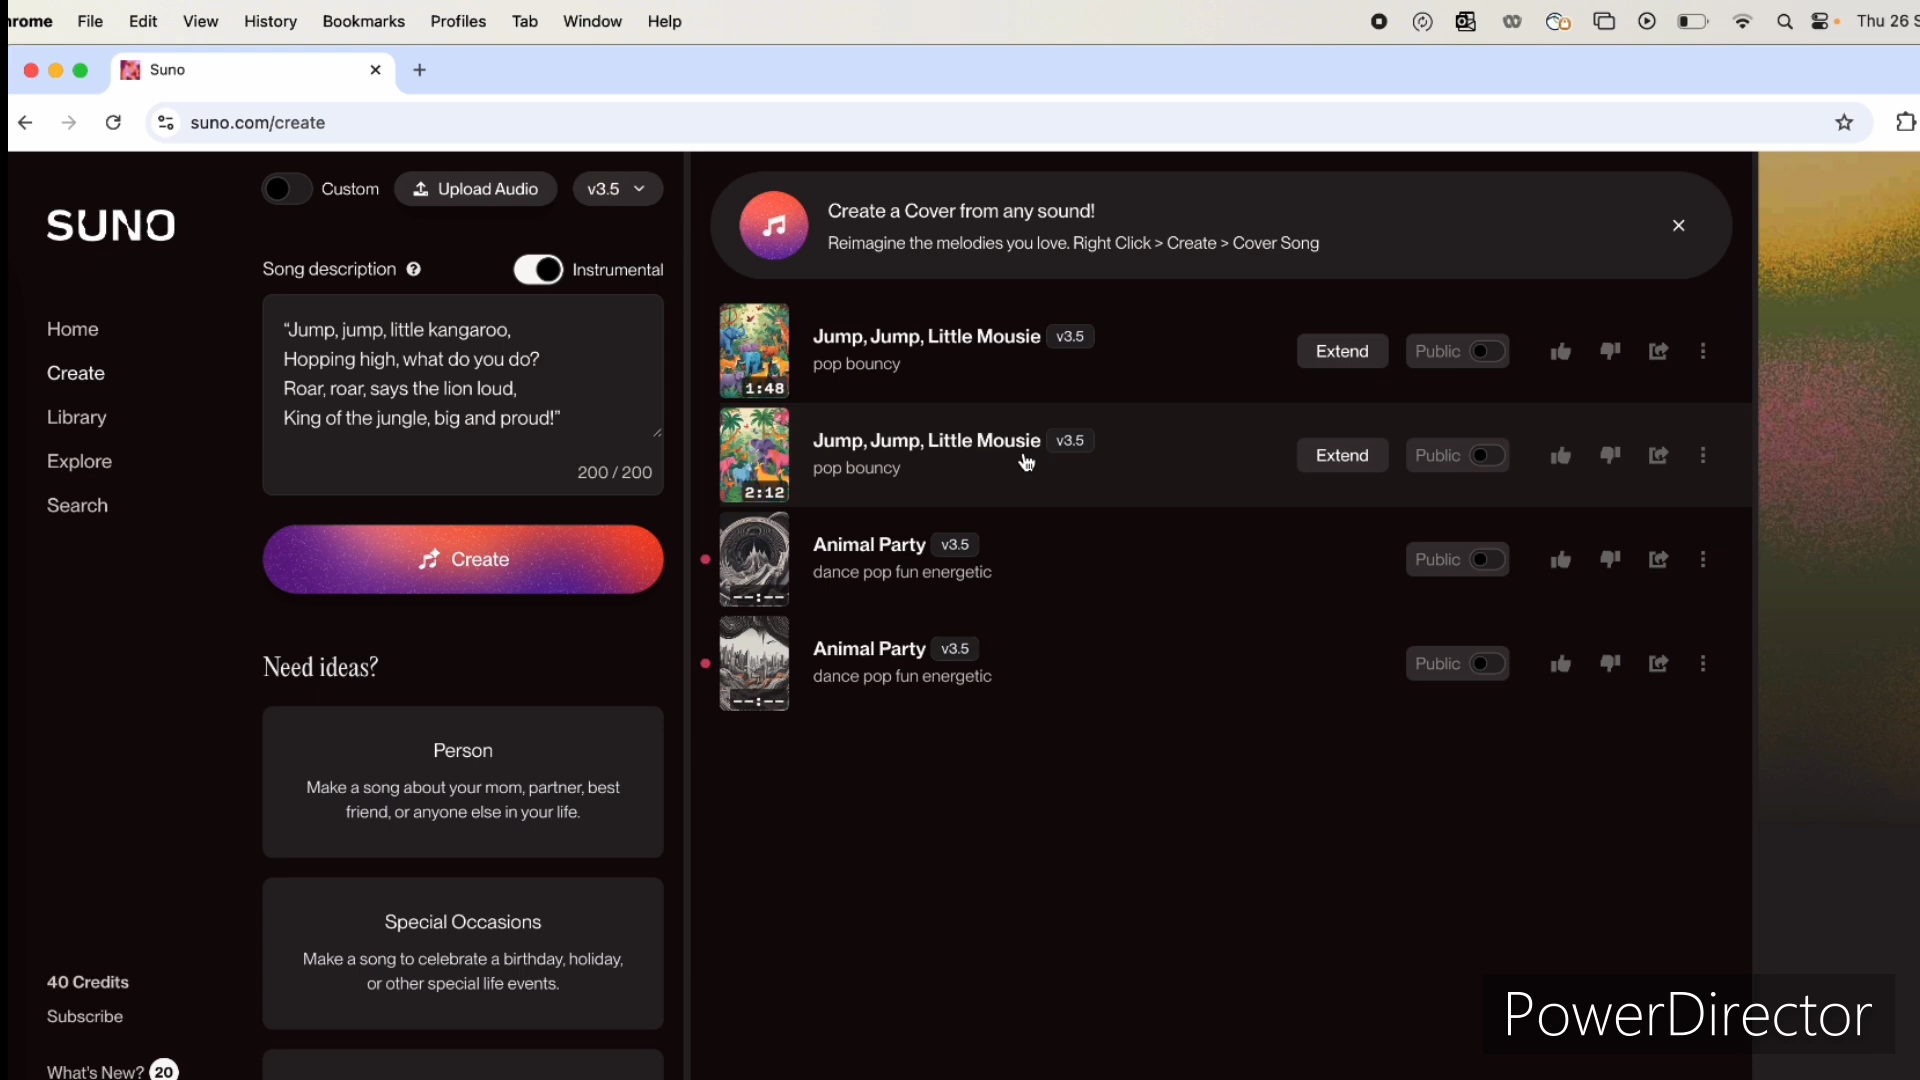 hrome File Edit View History Bookmarks Profiles Tab Window Help Thu 26 S
Suno
suno.com/create
SUNO
Home
Create
Library
Explore
Search
40 Credits
Subscribe
What's New? 20
Custom Upload Audio v3.5
Song description Instrumental
“Jump, jump, little kangaroo,
Hopping high, what do you do?
Roar, roar, says the lion loud,
King of the jungle, big and proud!”
200 / 200
Create
Need ideas?
Person
Make a song about your mom, partner, best
friend, or anyone else in your life.
Special Occasions
Make a song to celebrate a birthday, holiday,
or other special life events.
Create a Cover from any sound!
Reimagine the melodies you love. Right Click > Create > Cover Song
Jump, Jump, Little Mousie v3.5
pop bouncy
1:48
Extend Public
Jump, Jump, Little Mousie v3.5
pop bouncy
2:12
Extend Public
Animal Party v3.5
dance pop fun energetic
--:--
Public
Animal Party v3.5
dance pop fun energetic
--:--
Public
PowerDirector